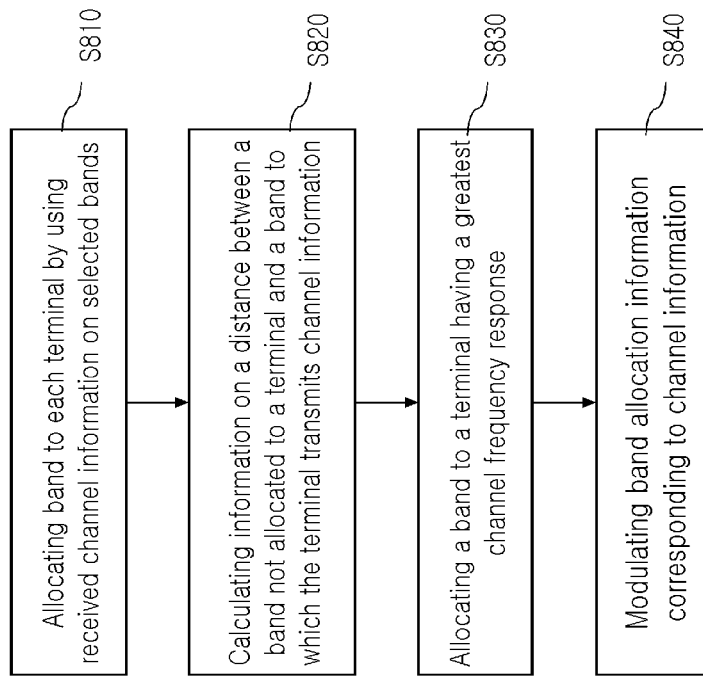 Allocating band to each terminal by using
received channel information on selected bands
S810
Calculating information on a distance between a
band not allocated to a terminal and a band to
which the terminal transmits channel information
S820
Allocating a band to a terminal having a greatest
channel frequency response
S830
Modulating band allocation information
corresponding to channel information
S840